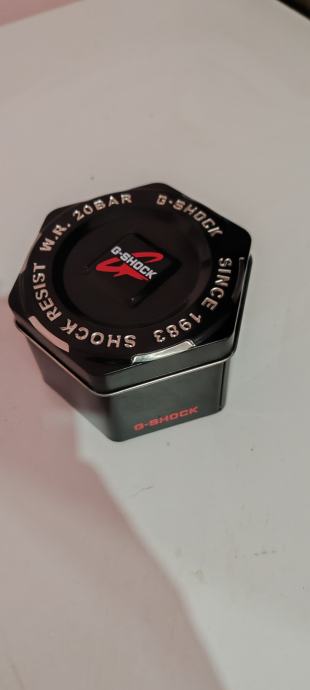 W.R. 20BAR
G-SHOCK
SINCE 1983
SHOCK RESIST
G-SHOCK
G-SHOCK